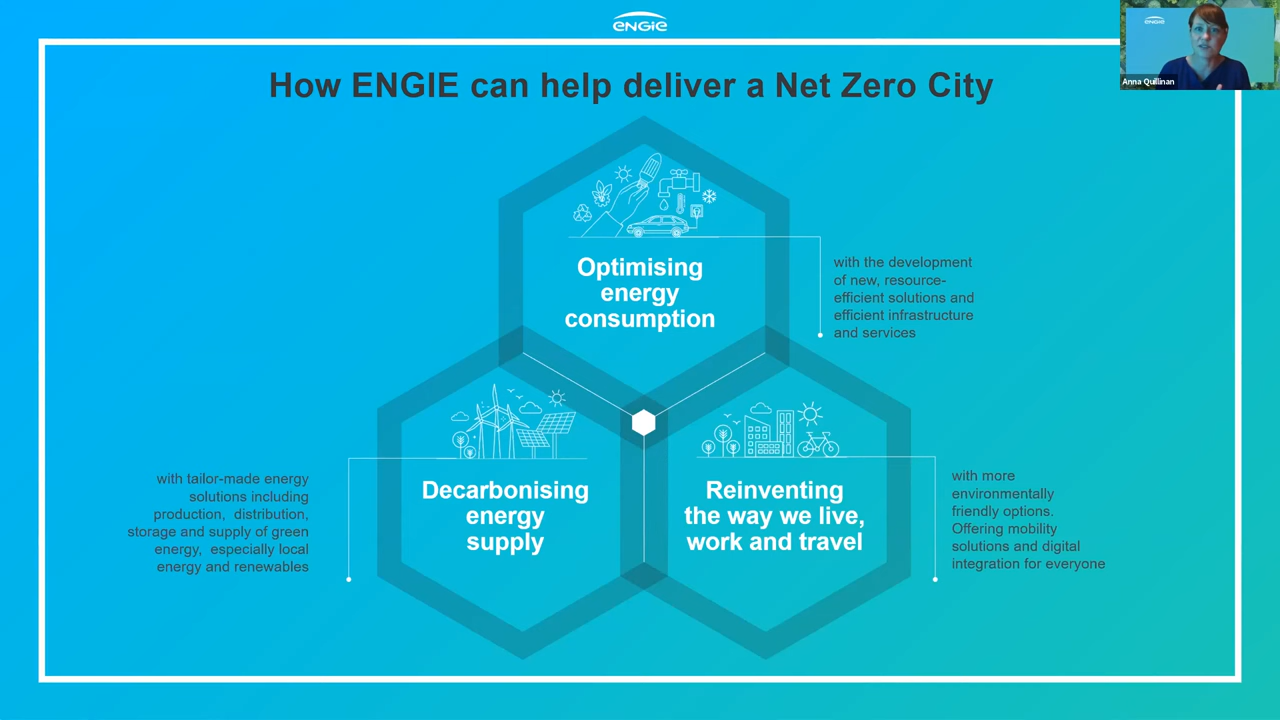 ENGIE
How ENGIE can help deliver a Net Zero City
ENGIE
Anna Quillinan
Optimising
energy
consumption
with the development
of new, resource-
efficient solutions and
efficient infrastructure
and services
Decarbonising
energy
supply
with tailor-made energy
solutions including
production, distribution,
storage and supply of green
energy, especially local
energy and renewables
Reinventing
the way we live,
work and travel
with more
environmentally
friendly options.
Offering mobility
solutions and digital
integration for everyone